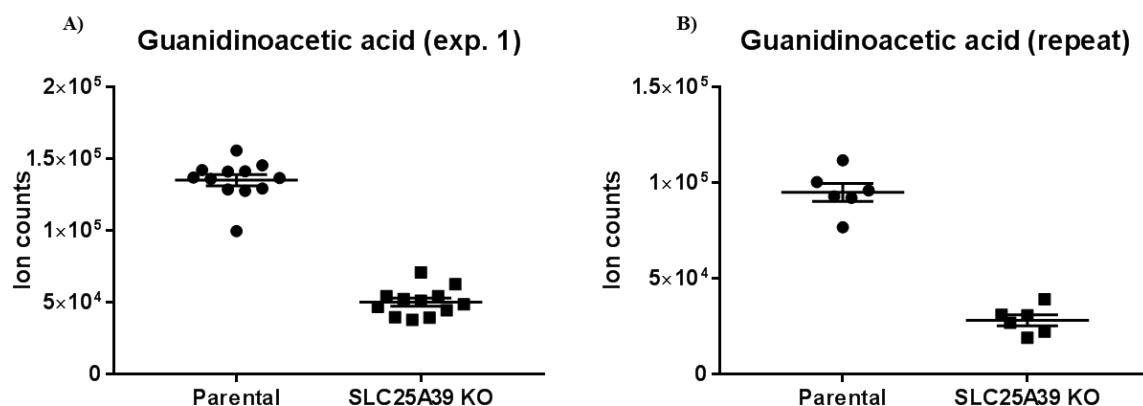 A)
Guanidinoacetic acid (exp. 1)
2×10⁵
1.5×10⁵
1×10⁵
5×10⁴
0
Ion counts
Parental SLC25A39 KO
B)
Guanidinoacetic acid (repeat)
1.5×10⁵
1×10⁵
5×10⁴
0
Ion counts
Parental SLC25A39 KO